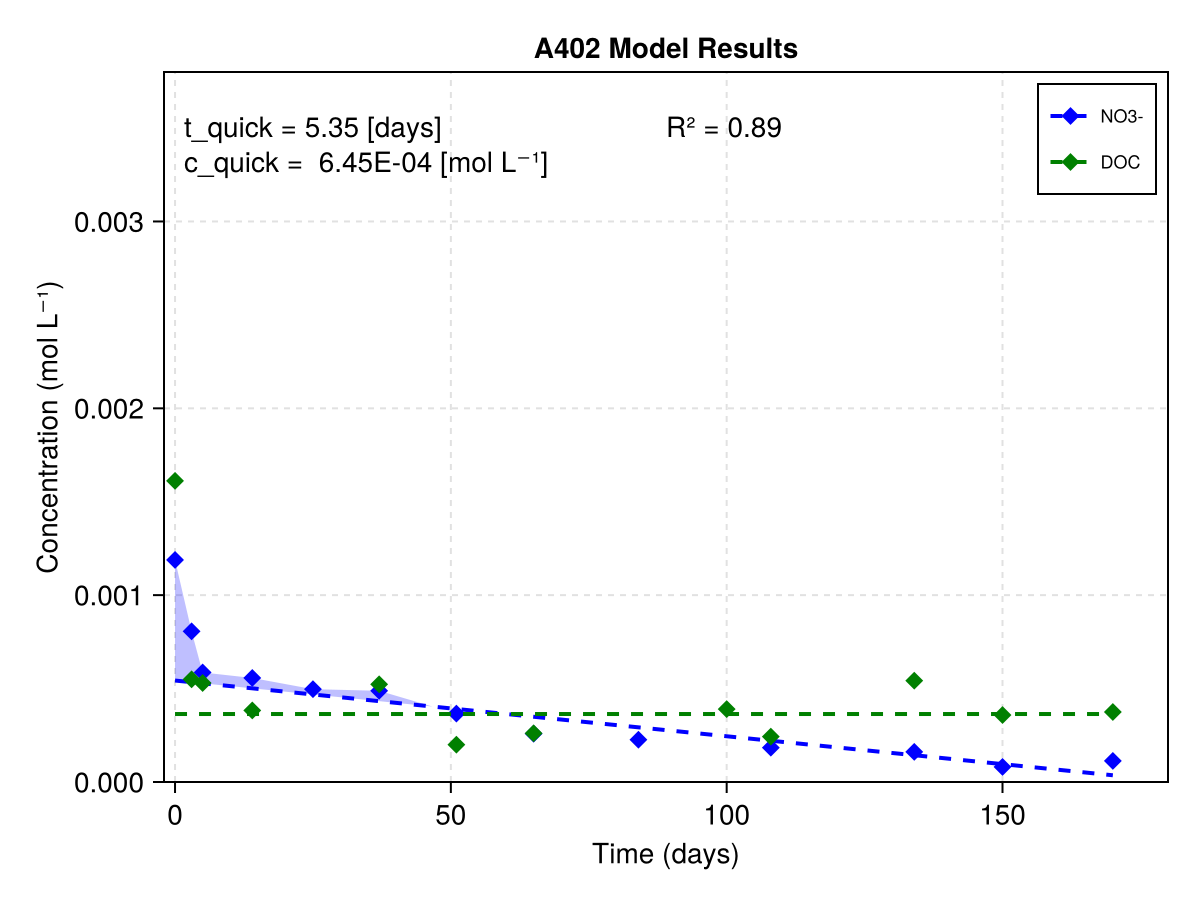 A402 Model Results
t_quick = 5.35 [days]
R² = 0.89
c_quick =  6.45E-04 [mol L⁻¹]
NO3-
DOC
Concentration (mol L⁻¹)
0.003
0.002
0.001
0.000
0
50
100
150
Time (days)